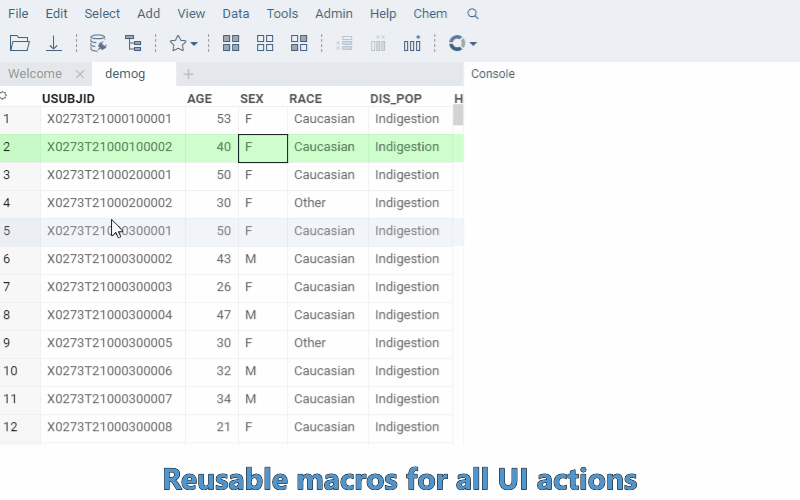 File Edit Select Add View Data Tools Admin Help Chem
Welcome × demog + Console
USUBJID AGE SEX RACE DIS_POP H
1 X0273T21000100001 53 F Caucasian Indigestion
2 X0273T21000100002 40 F Caucasian Indigestion
3 X0273T21000200001 50 F Caucasian Indigestion
4 X0273T21000200002 30 F Other Indigestion
5 X0273T21000300001 50 F Caucasian Indigestion
6 X0273T21000300002 43 M Caucasian Indigestion
7 X0273T21000300003 26 F Caucasian Indigestion
8 X0273T21000300004 47 M Caucasian Indigestion
9 X0273T21000300005 30 F Other Indigestion
10 X0273T21000300006 32 M Caucasian Indigestion
11 X0273T21000300007 34 M Caucasian Indigestion
12 X0273T21000300008 21 F Caucasian Indigestion
Reusable macros for all UI actions